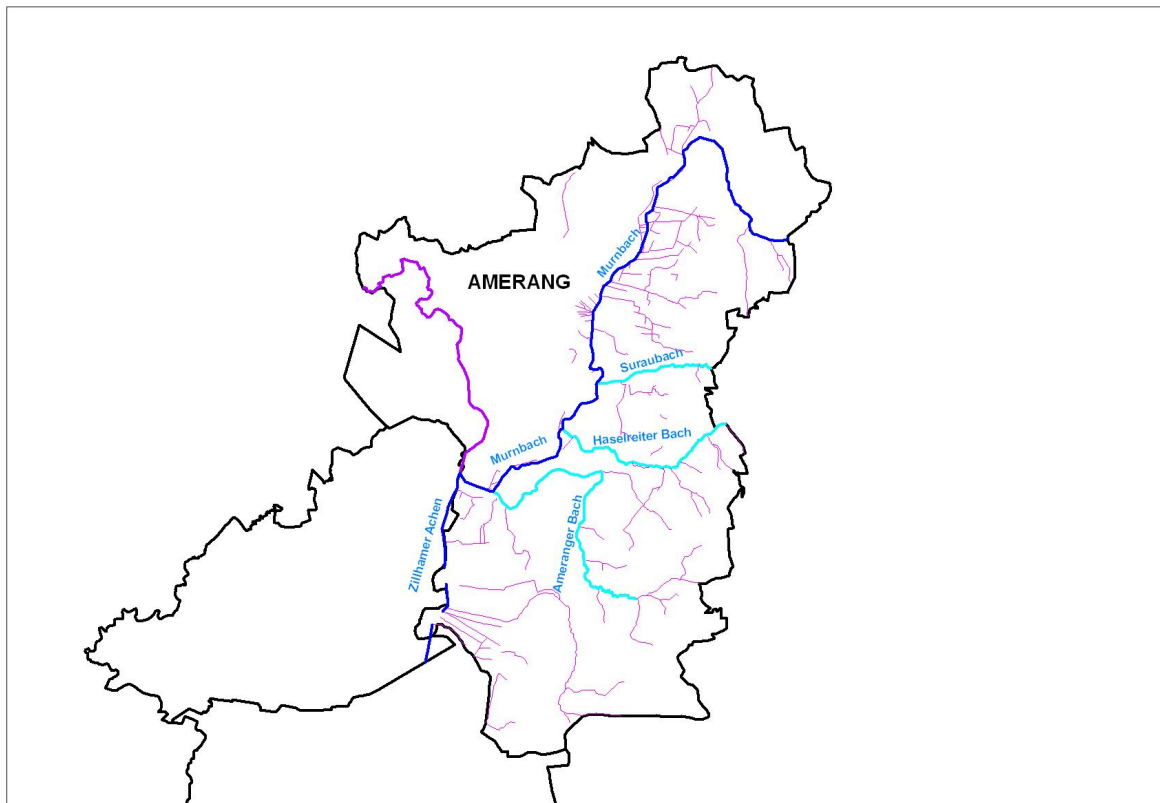 Murnbach
AMERANG
Suraubach
Haselreiter Bach
Murnbach
Zillhamer Achen
Ameranger Bach